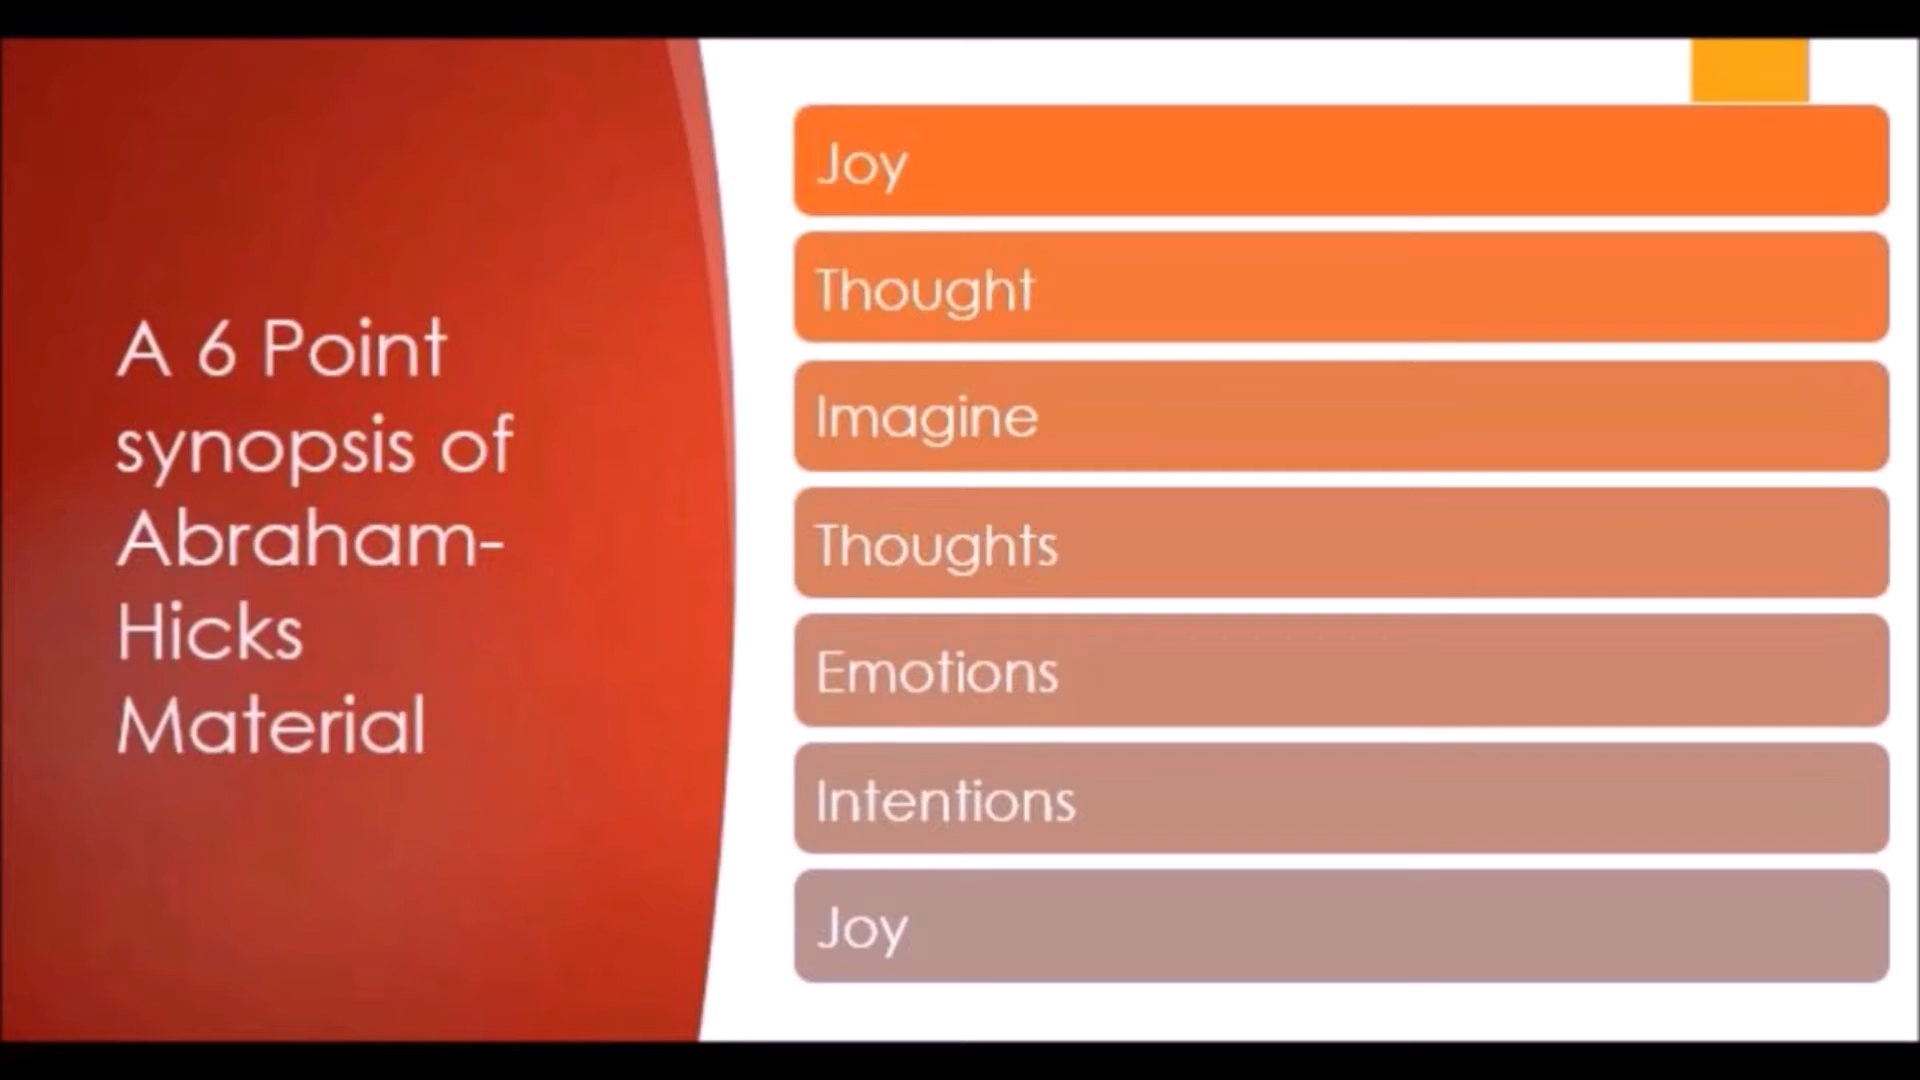 A 6 Point
synopsis of
Abraham-
Hicks
Material
Joy
Thought
Imagine
Thoughts
Emotions
Intentions
Joy